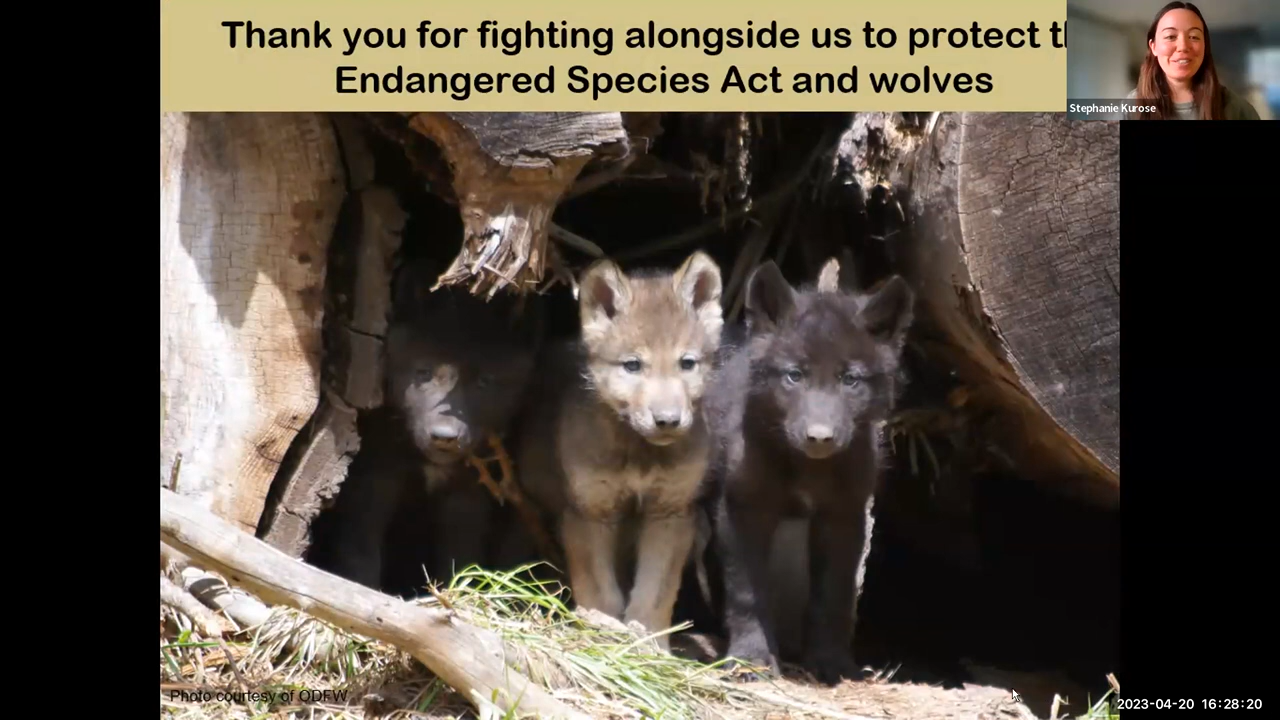 Thank you for fighting alongside us to protect t
Endangered Species Act and wolves
Stephanie Kurose
Photo courtesy of ODFW
2023-04-20 16:28:20